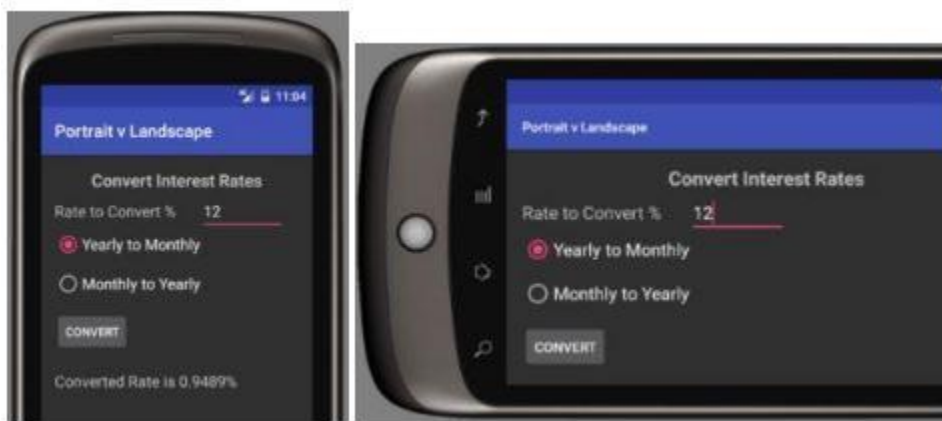 11:04
Portrait v Landscape
Convert Interest Rates
Rate to Convert % 12
Yearly to Monthly
Monthly to Yearly
CONVERT
Converted Rate is 0.9489%
Portrait v Landscape
Convert Interest Rates
Rate to Convert % 12
Yearly to Monthly
Monthly to Yearly
CONVERT